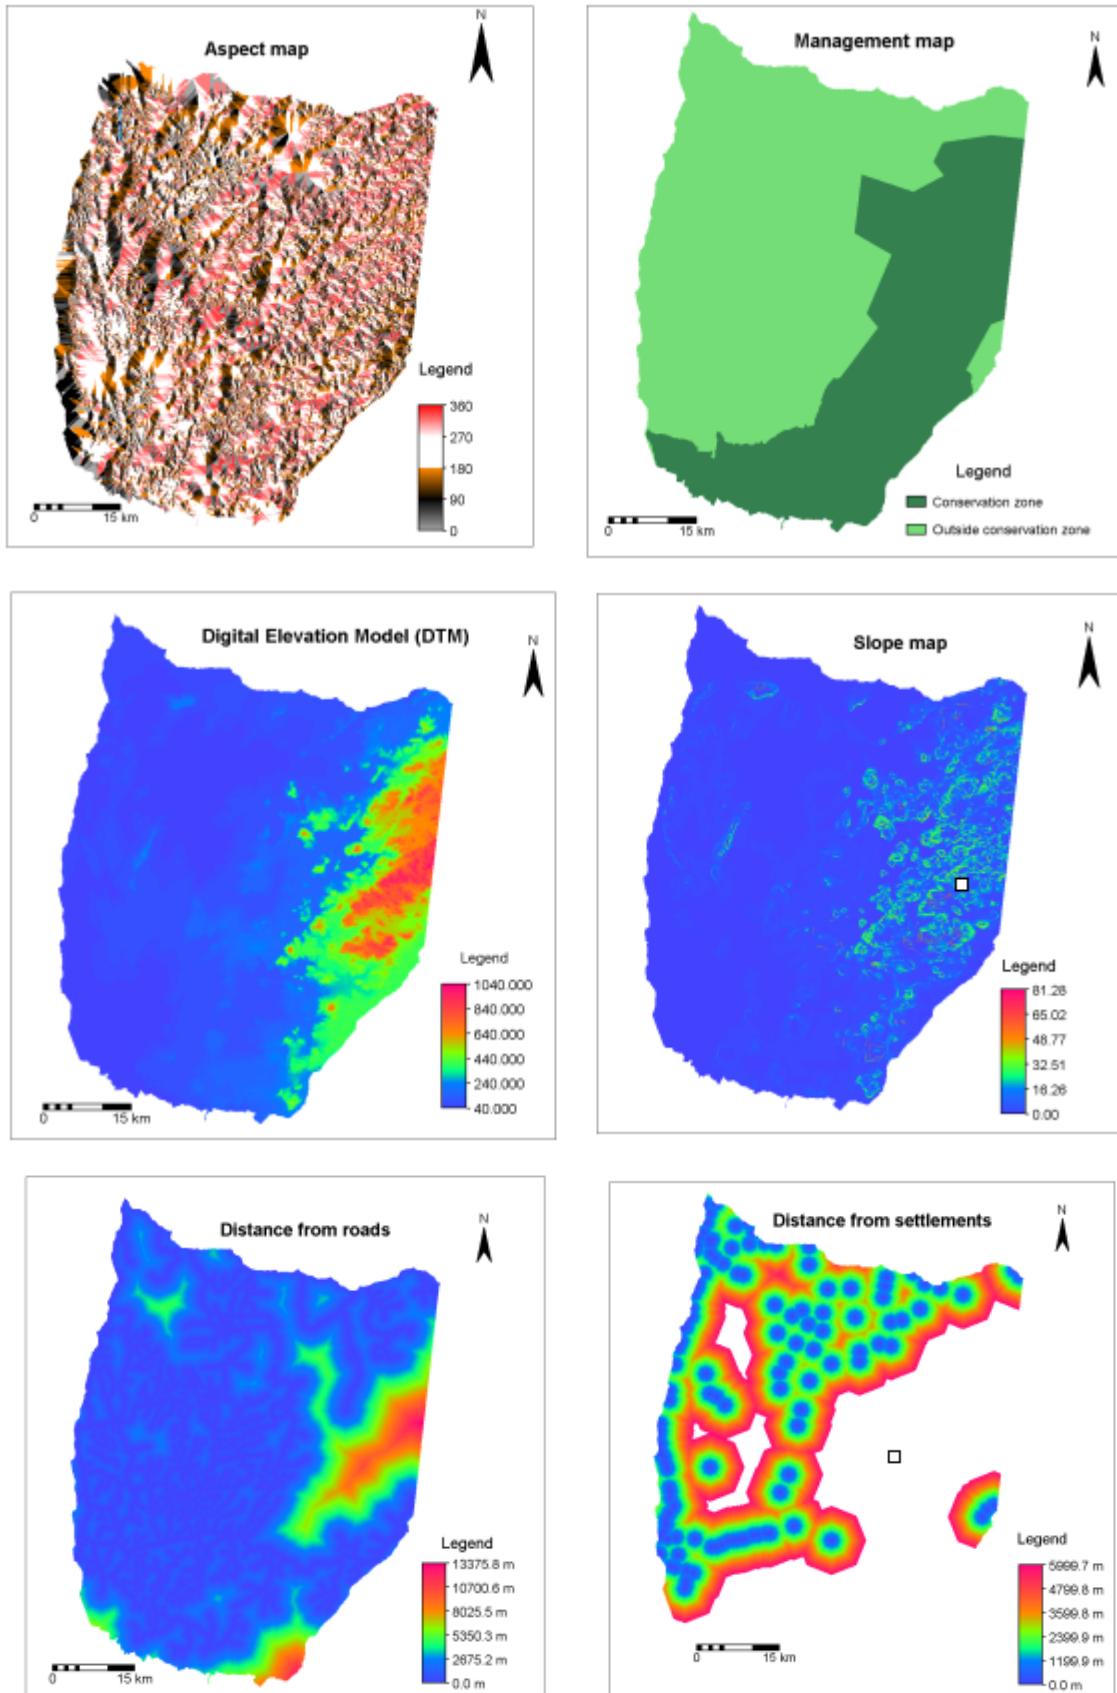 Aspect map
N
Legend
360
270
180
90
0
0 15 km
Management map
N
Legend
Conservation zone
Outside conservation zone
0 15 km
Digital Elevation Model (DTM)
N
Legend
1040.000
840.000
640.000
440.000
240.000
40.000
0 15 km
Slope map
N
Legend
81.28
65.02
48.77
32.51
16.26
0.00
Distance from roads
N
Legend
13375.8 m
10700.6 m
8025.5 m
5350.3 m
2675.2 m
0.0 m
0 15 km
Distance from settlements
N
Legend
5999.7 m
4799.8 m
3599.8 m
2399.9 m
1199.9 m
0.0 m
0 15 km